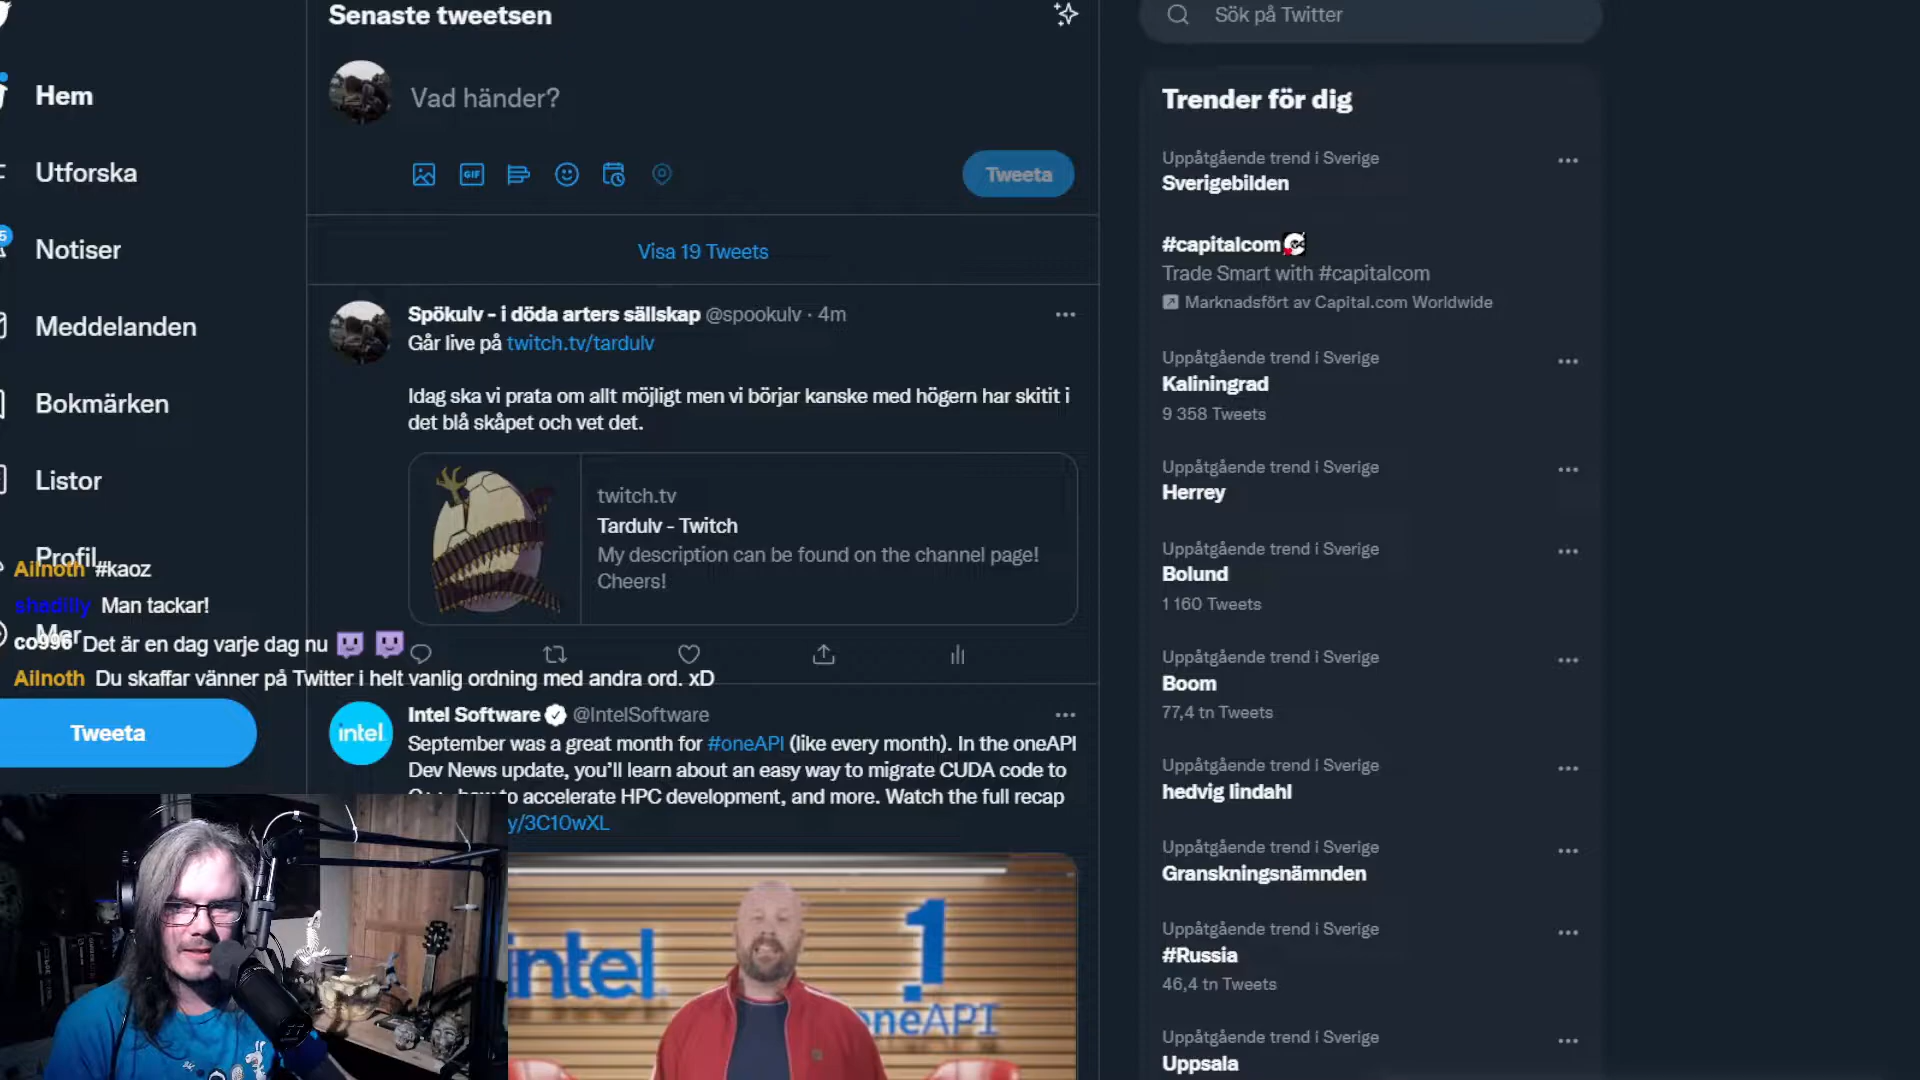 Senaste tweetsen
Sök på Twitter
Hem
Utforska
Notiser
Meddelanden
Bokmärken
Listor
Profil
Mer
Tweeta
5
Vad händer?
GIF
Tweeta
Visa 19 Tweets
Spökulv - i döda arters sällskap @spookulv · 4m
Går live på twitch.tv/tardulv
Idag ska vi prata om allt möjligt men vi börjar kanske med högern har skitit i
det blå skåpet och vet det.
twitch.tv
Tardulv - Twitch
My description can be found on the channel page!
Cheers!
Ailnoth #kaoz
shadilly Man tackar!
co996 Det är en dag varje dag nu
Ailnoth Du skaffar vänner på Twitter i helt vanlig ordning med andra ord. xD
intel
Intel Software @IntelSoftware
September was a great month for #oneAPI (like every month). In the oneAPI
Dev News update, you'll learn about an easy way to migrate CUDA code to
to accelerate HPC development, and more. Watch the full recap
y/3C10wXL
intel
1
oneAPI
Trender för dig
Uppåtgående trend i Sverige
Sverigebilden
#capitalcom
Trade Smart with #capitalcom
Marknadsfört av Capital.com Worldwide
Uppåtgående trend i Sverige
Kaliningrad
9 358 Tweets
Uppåtgående trend i Sverige
Herrey
Uppåtgående trend i Sverige
Bolund
1 160 Tweets
Uppåtgående trend i Sverige
Boom
77,4 tn Tweets
Uppåtgående trend i Sverige
hedvig lindahl
Uppåtgående trend i Sverige
Granskningsnämnden
Uppåtgående trend i Sverige
#Russia
46,4 tn Tweets
Uppåtgående trend i Sverige
Uppsala